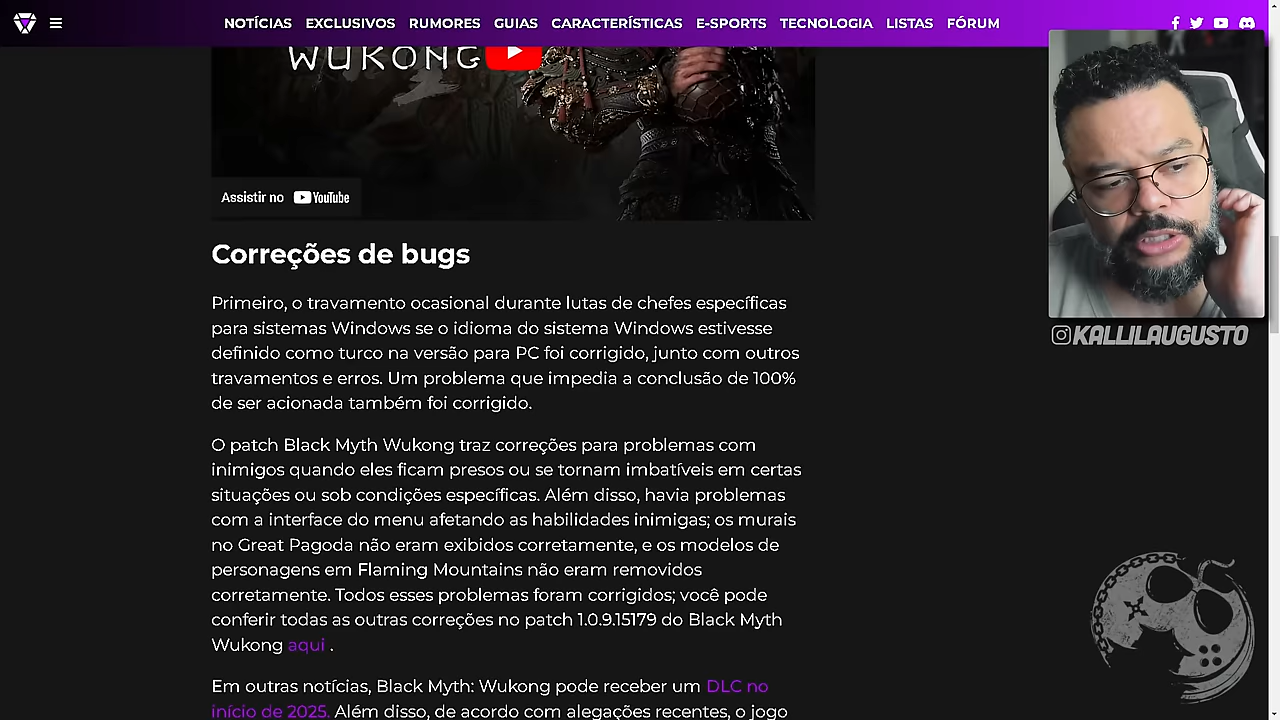 NOTÍCIAS EXCLUSIVOS RUMORES GUIAS CARACTERÍSTICAS E-SPORTS TECNOLOGIA LISTAS FÓRUM
WUKONG
Assistir no YouTube
KALLILAUGUSTO
Correções de bugs
Primeiro, o travamento ocasional durante lutas de chefes específicas
para sistemas Windows se o idioma do sistema Windows estivesse
definido como turco na versão para PC foi corrigido, junto com outros
travamentos e erros. Um problema que impedia a conclusão de 100%
de ser acionada também foi corrigido.
O patch Black Myth Wukong traz correções para problemas com
inimigos quando eles ficam presos ou se tornam imbatíveis em certas
situações ou sob condições específicas. Além disso, havia problemas
com a interface do menu afetando as habilidades inimigas; os murais
no Great Pagoda não eram exibidos corretamente, e os modelos de
personagens em Flaming Mountains não eram removidos
corretamente. Todos esses problemas foram corrigidos; você pode
conferir todas as outras correções no patch 1.0.9.15179 do Black Myth
Wukong aqui .
Em outras notícias, Black Myth: Wukong pode receber um DLC no
início de 2025. Além disso, de acordo com alegações recentes, o jogo